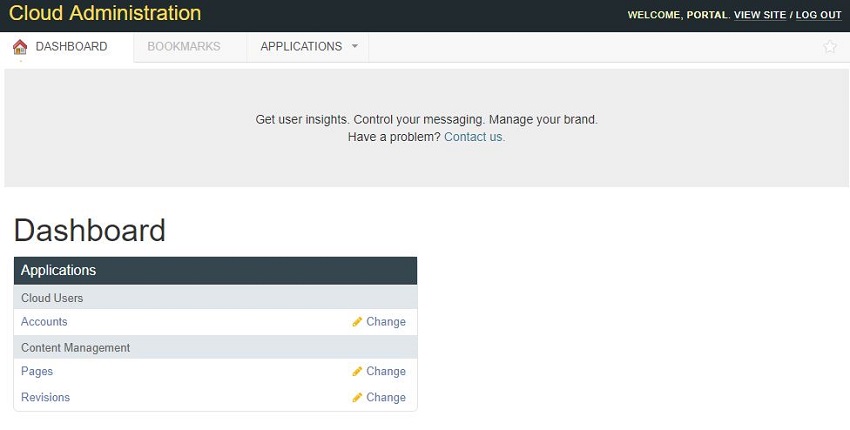 Cloud Administration
WELCOME, PORTAL. VIEW SITE / LOG OUT
DASHBOARD
BOOKMARKS
APPLICATIONS
Get user insights. Control your messaging. Manage your brand.
Have a problem? Contact us.
Dashboard
Applications
Cloud Users
Accounts Change
Content Management
Pages Change
Revisions Change